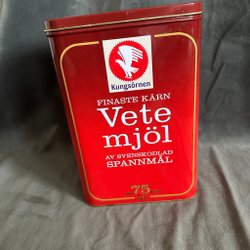 Kungsörnen
FINASTE KÄRN
Vete
mjöl
AV SVENSKODLAD
SPANNMÅL
75